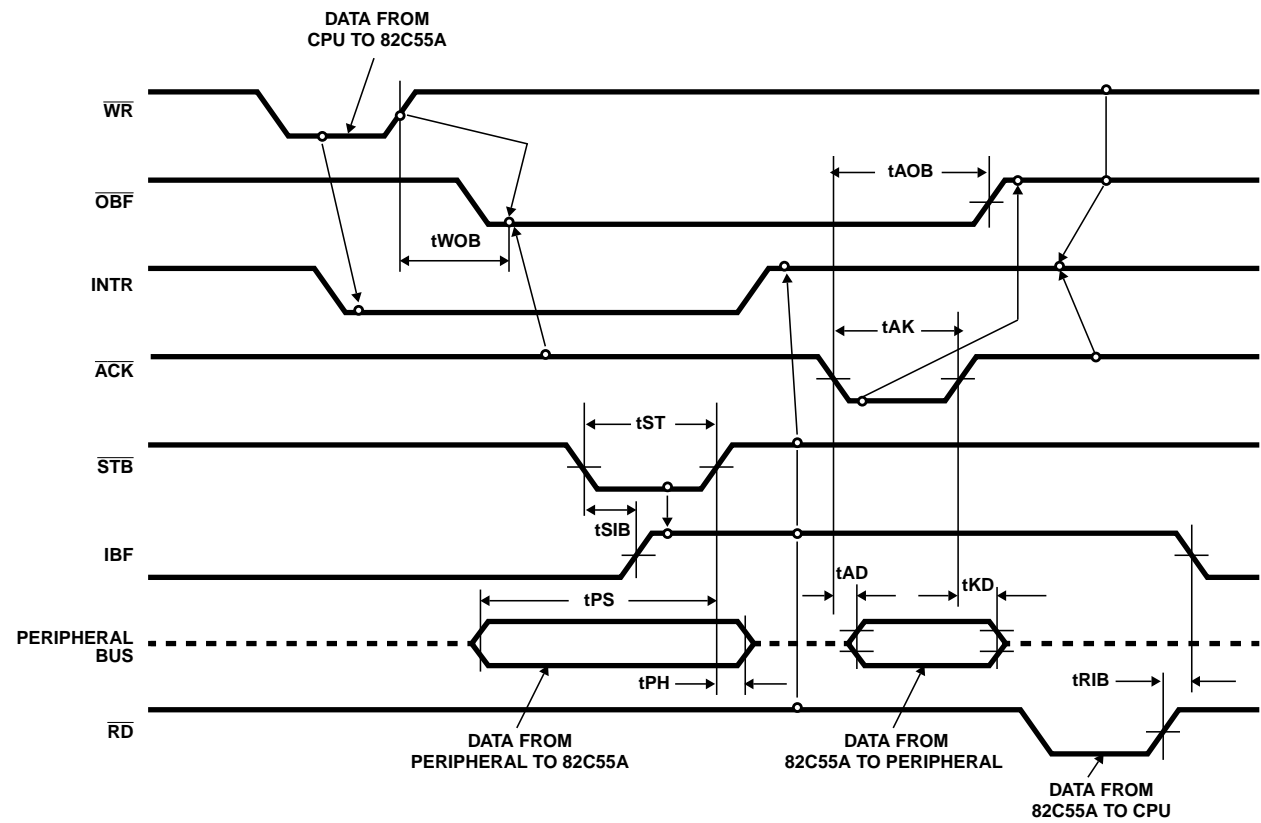 DATA FROM
CPU TO 82C55A
WR
tAOB
OBF
tWOB
INTR
tAK
ACK
tST
STB
tSIB
IBF
tAD
tKD
tPS
PERIPHERAL
BUS
tPH
tRIB
RD
DATA FROM
PERIPHERAL TO 82C55A
DATA FROM
82C55A TO PERIPHERAL
DATA FROM
82C55A TO CPU